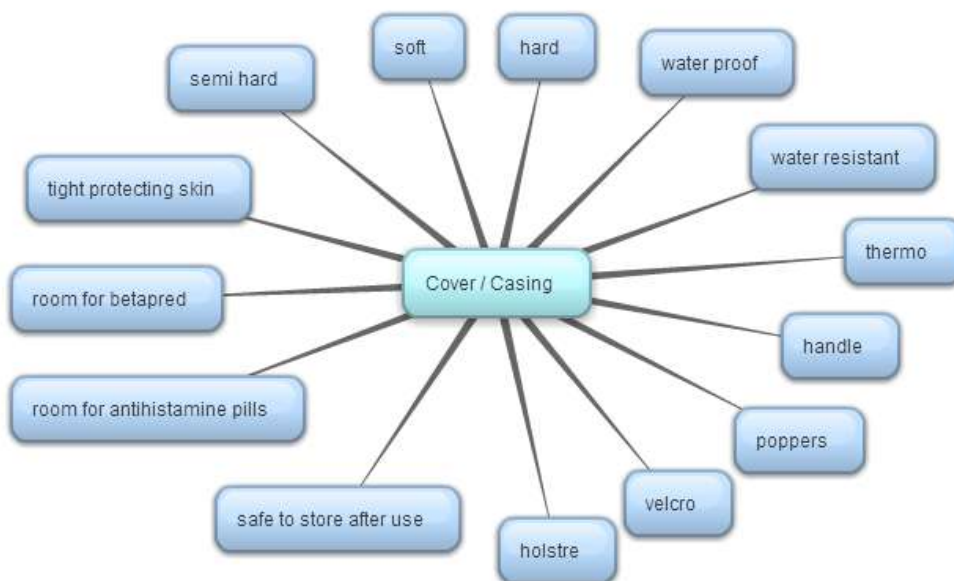 soft
hard
semi hard
water proof
water resistant
tight protecting skin
thermo
Cover / Casing
room for betapred
handle
room for antihistamine pills
poppers
velcro
safe to store after use
holstre